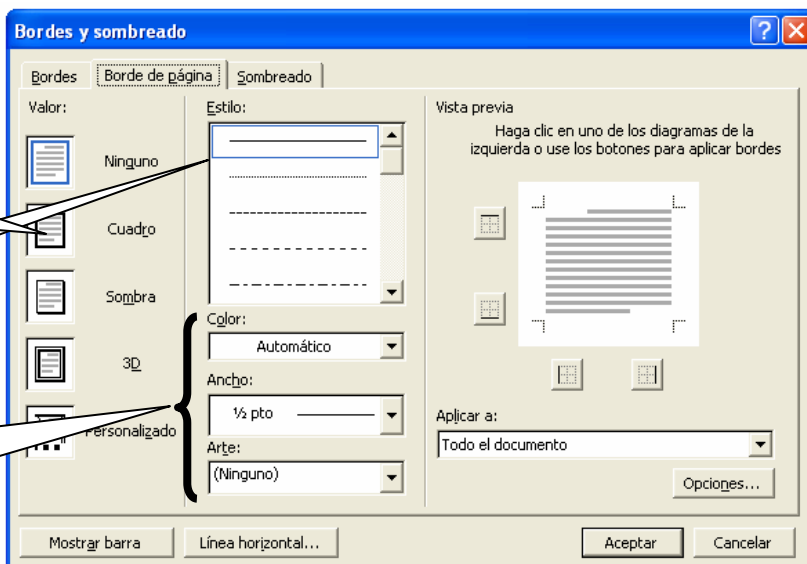 Bordes y sombreado
Bordes
Borde de página
Sombreado
Valor:
Ninguno
Cuadro
Sombra
3D
Personalizado
Estilo:
Color:
Automático
Ancho:
½ pto
Arte:
(Ninguno)
Vista previa
Haga clic en uno de los diagramas de la
izquierda o use los botones para aplicar bordes
Aplicar a:
Todo el documento
Opciones...
Mostrar barra
Línea horizontal...
Aceptar
Cancelar